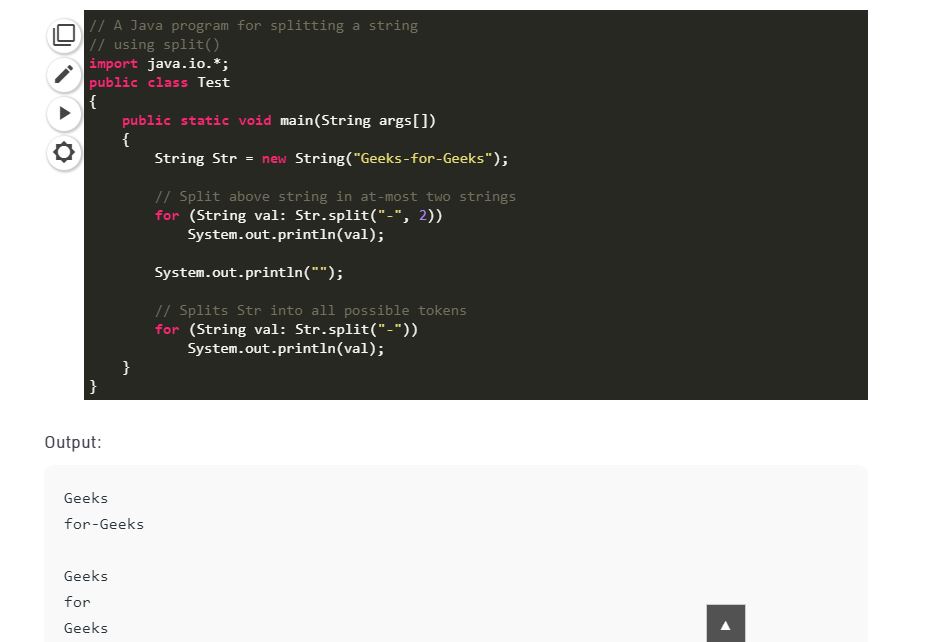 // A Java program for splitting a string
// using split()
import java.io.*;
public class Test
{
    public static void main(String args[])
    {
        String Str = new String("Geeks-for-Geeks");

        // Split above string in at-most two strings
        for (String val: Str.split("-", 2))
            System.out.println(val);

        System.out.println("");

        // Splits Str into all possible tokens
        for (String val: Str.split("-"))
            System.out.println(val);
    }
}
Output:
Geeks
for-Geeks

Geeks
for
Geeks